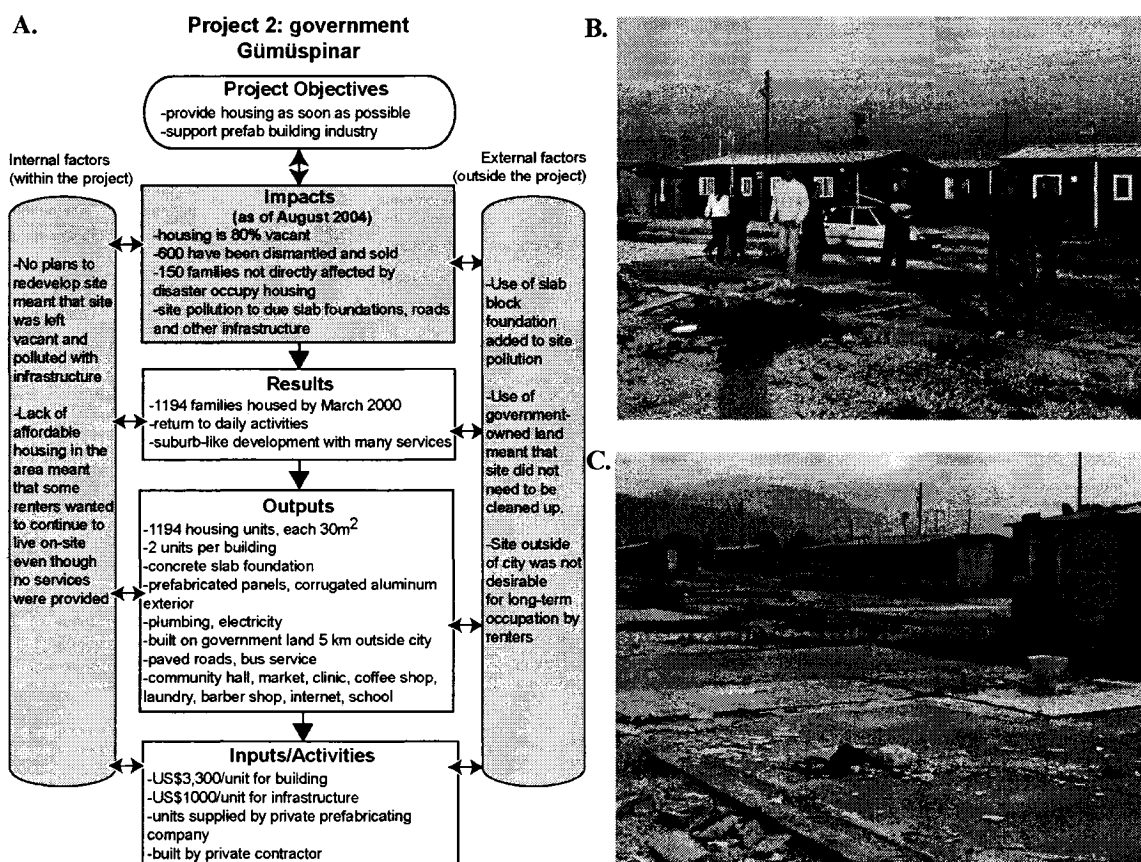 A.
Project 2: government
Gümüspinar
Project Objectives
-provide housing as soon as possible
-support prefab building industry
Internal factors
(within the project)
External factors
(outside the project)
Impacts
(as of August 2004)
-housing is 80% vacant
-600 have been dismantled and sold
-150 families not directly affected by
disaster occupy housing
-site pollution to due slab foundations, roads
and other infrastructure
-No plans to
redevelop site
meant that site
was left
vacant and
polluted with
infrastructure
-Lack of
affordable
housing in the
area meant
that some
renters wanted
to continue to
live on-site
even though
no services
were provided
-Use of slab
block
foundation
added to site
pollution
-Use of
government-
owned land
meant that
site did not
need to be
cleaned up.
-Site outside
of city was not
desirable
for long-term
occupation by
renters
Results
-1194 families housed by March 2000
-return to daily activities
-suburb-like development with many services
Outputs
-1194 housing units, each 30m²
-2 units per building
-concrete slab foundation
-prefabricated panels, corrugated aluminum
exterior
-plumbing, electricity
-built on government land 5 km outside city
-paved roads, bus service
-community hall, market, clinic, coffee shop,
laundry, barber shop, internet, school
Inputs/Activities
-US$3,300/unit for building
-US$1000/unit for infrastructure
-units supplied by private prefabricating
company
-built by private contractor
B.
C.